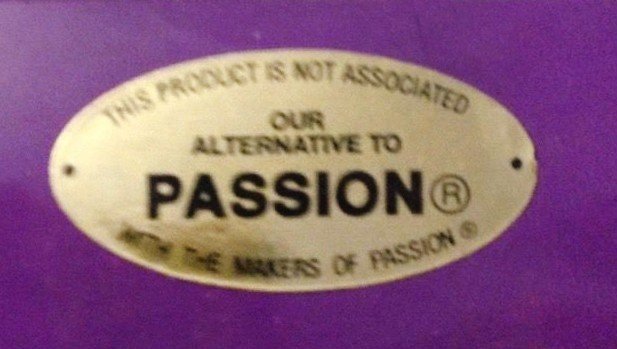 THIS PRODUCT IS NOT ASSOCIATED
OUR
ALTERNATIVE TO
PASSION®
WITH THE MAKERS OF PASSION ®